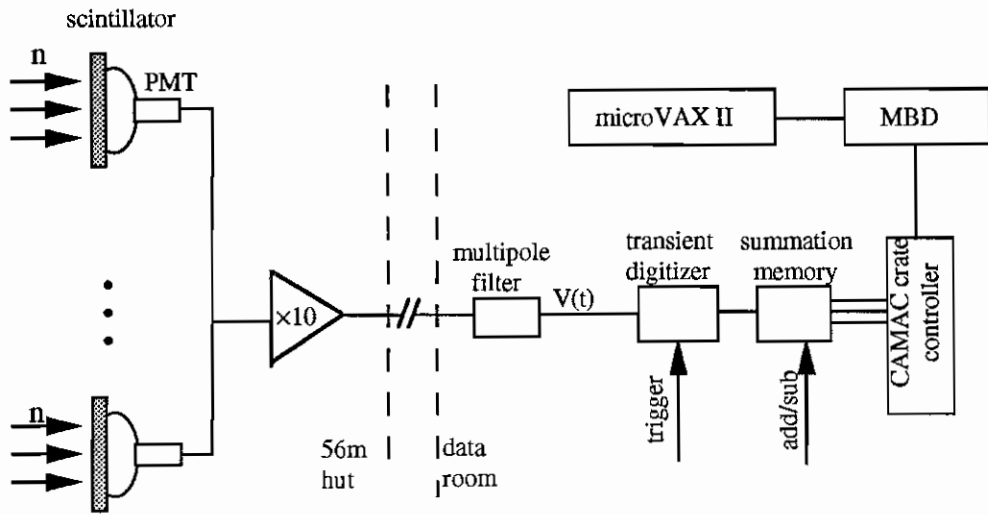 scintillator
n
PMT
microVAX II
MBD
multipole
filter
transient
digitizer
summation
memory
×10
V(t)
CAMAC crate
controller
trigger
add/sub
n
56m
hut
data
room